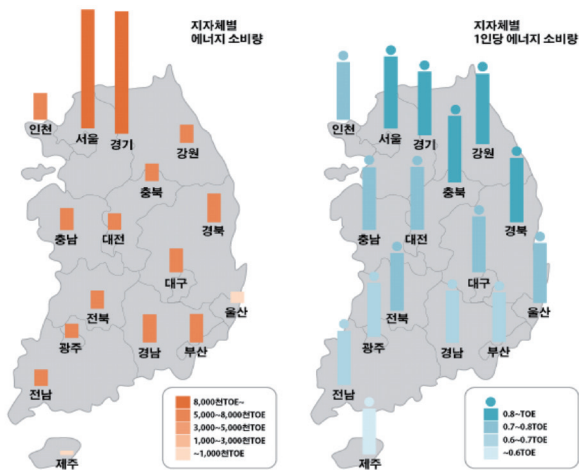 지자체별
에너지 소비량
인천
서울
경기
강원
충북
경북
충남
대전
대구
울산
전북
광주
경남
부산
전남
제주
8,000천TOE~
5,000~8,000천TOE
3,000~5,000천TOE
1,000~3,000천TOE
~1,000천TOE
지자체별
1인당 에너지 소비량
인천
서울
경기
강원
충북
경북
충남
대전
대구
울산
전북
광주
경남
부산
전남
제주
0.8~TOE
0.7~0.8TOE
0.6~0.7TOE
~0.6TOE